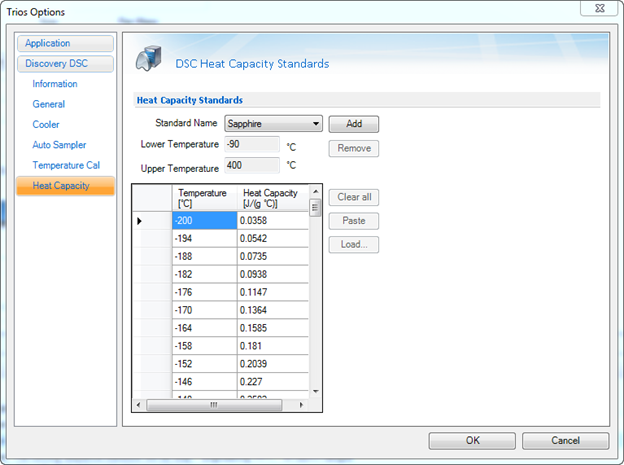 Trios Options
Application
Discovery DSC
Information
General
Cooler
Auto Sampler
Temperature Cal
Heat Capacity
DSC Heat Capacity Standards
Heat Capacity Standards
Standard Name Sapphire Add
Lower Temperature -90 °C Remove
Upper Temperature 400 °C
Temperature Heat Capacity
[°C] [J/(g °C)]
Clear all
Paste
Load...
-200 0.0358
-194 0.0542
-188 0.0735
-182 0.0938
-176 0.1147
-170 0.1364
-164 0.1585
-158 0.181
-152 0.2039
-146 0.227
OK Cancel